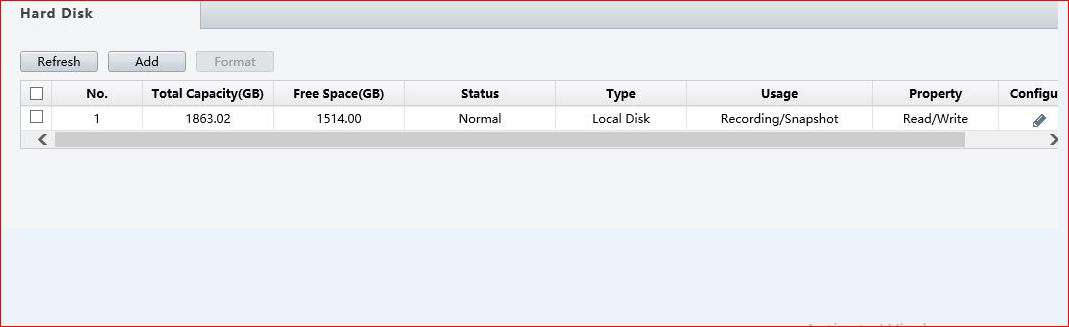 Hard Disk
Refresh Add Format
No. Total Capacity(GB) Free Space(GB) Status Type Usage Property Configu
1 1863.02 1514.00 Normal Local Disk Recording/Snapshot Read/Write